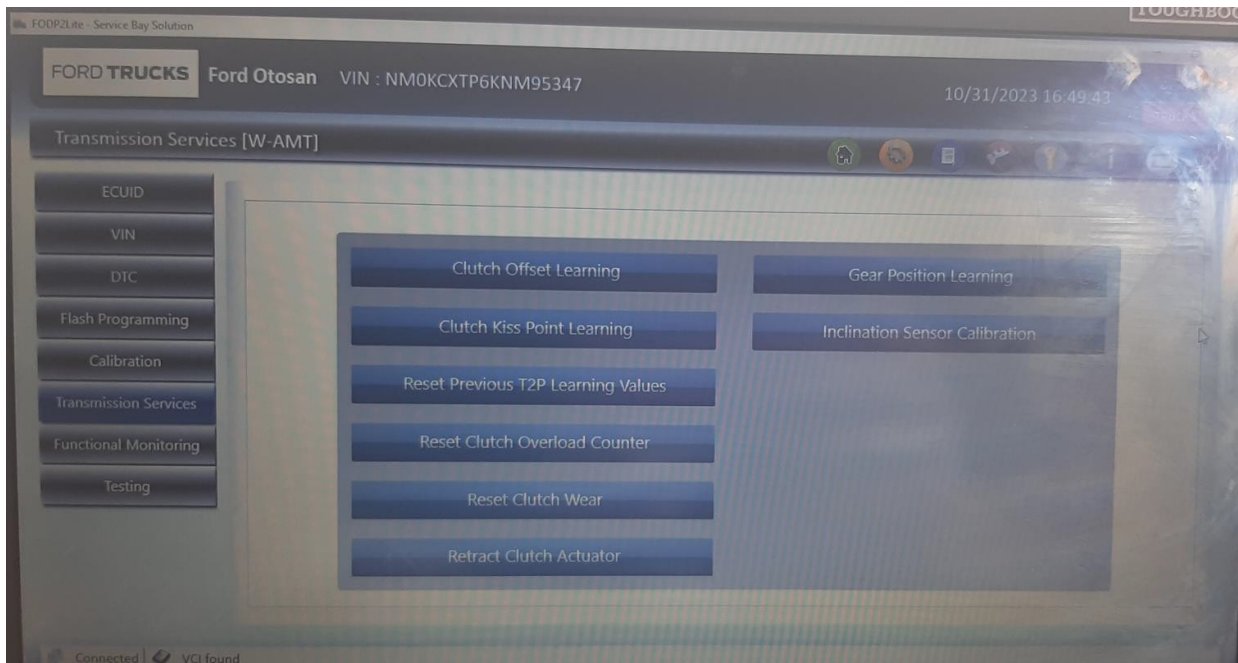 TOUGHBOO
FODP2Lite - Service Bay Solution
FORD TRUCKS Ford Otosan VIN : NM0KCXTP6KNM95347
10/31/2023 16:49:43
Transmission Services [W-AMT]
ECUID
VIN
DTC
Flash Programming
Calibration
Transmission Services
Functional Monitoring
Testing
Clutch Offset Learning
Clutch Kiss Point Learning
Reset Previous T2P Learning Values
Reset Clutch Overload Counter
Reset Clutch Wear
Retract Clutch Actuator
Gear Position Learning
Inclination Sensor Calibration
Connected VCI found